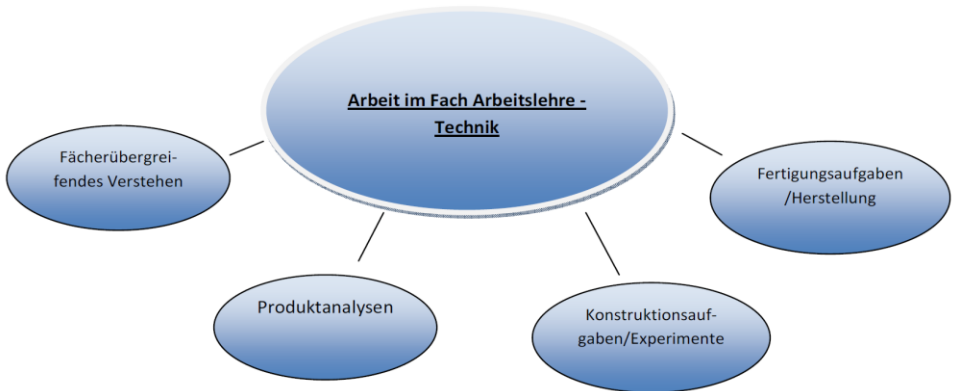 Arbeit im Fach Arbeitslehre -
Technik
Fächerübergrei-
fendes Verstehen
Fertigungsaufgaben
/Herstellung
Produktanalysen
Konstruktionsauf-
gaben/Experimente